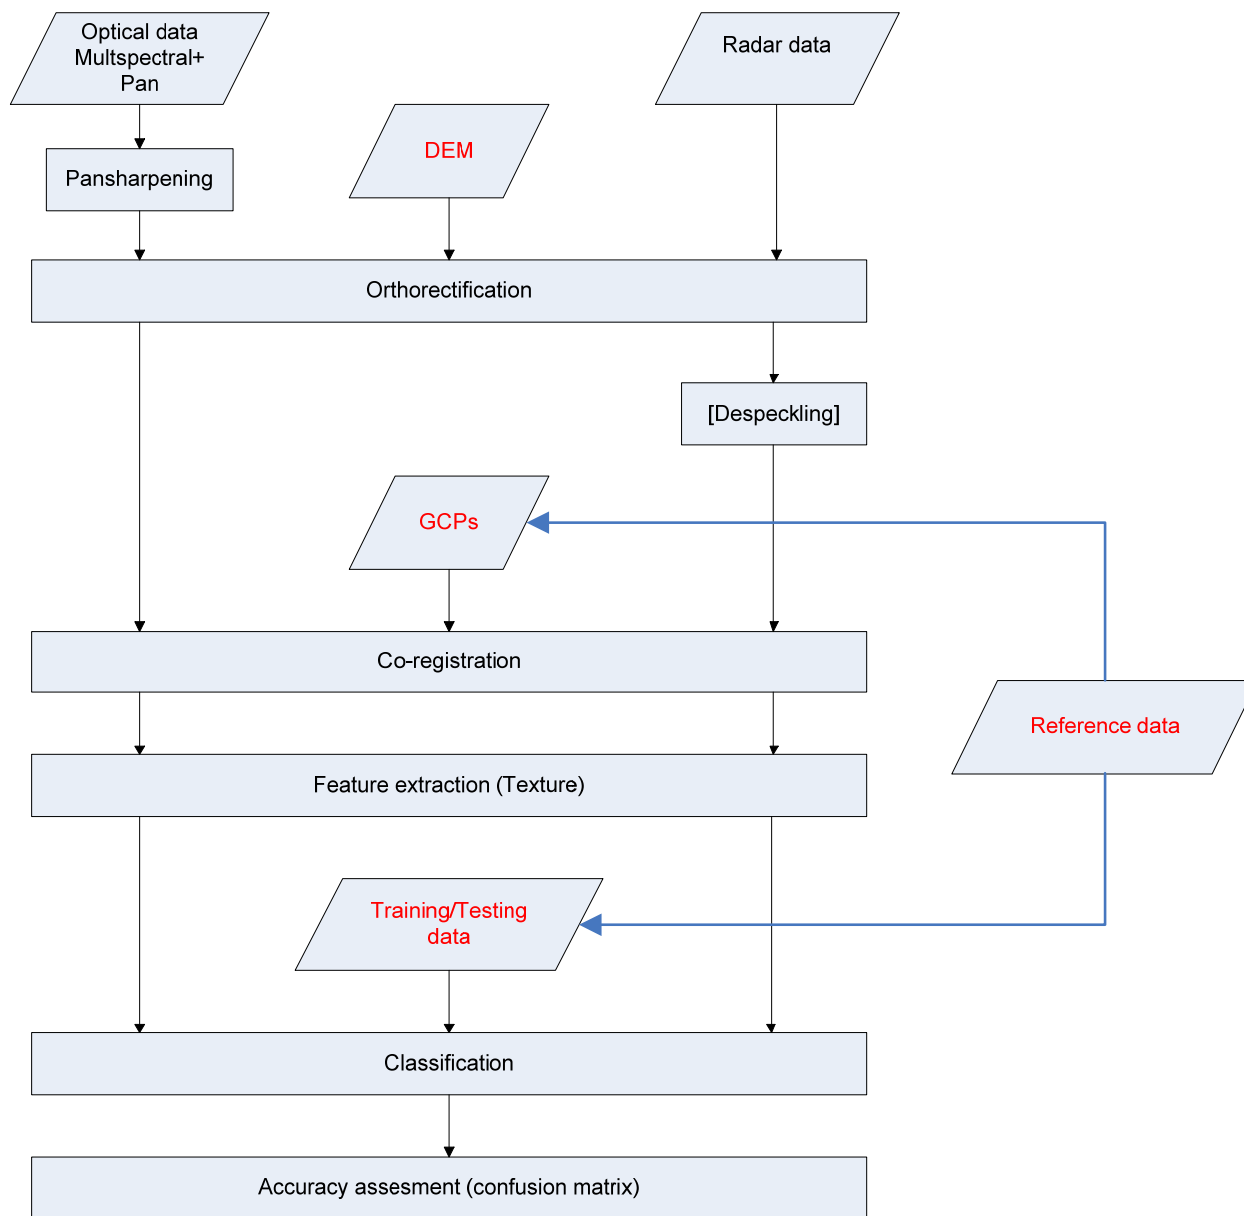 Optical data
Multspectral+
Pan
Radar data
DEM
Pansharpening
Orthorectification
[Despeckling]
GCPs
Co-registration
Reference data
Feature extraction (Texture)
Training/Testing
data
Classification
Accuracy assesment (confusion matrix)